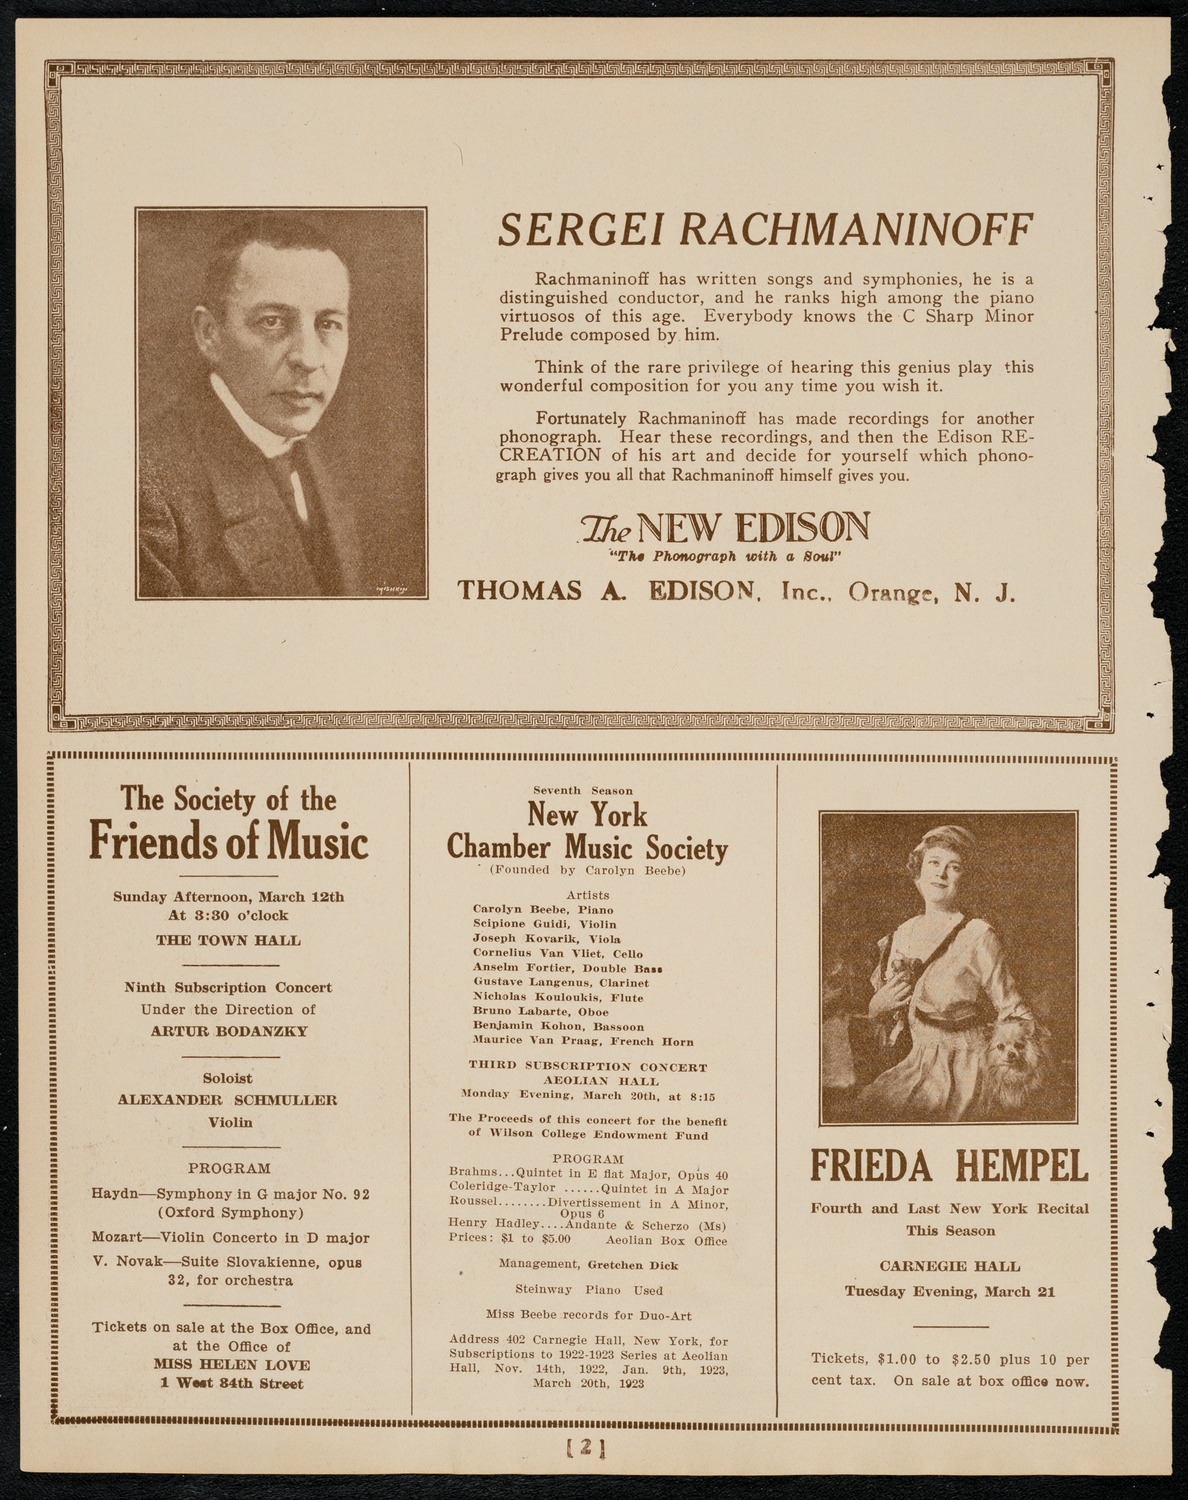 SERGEI RACHMANINOFF
Rachmaninoff has written songs and symphonies, he is a
distinguished conductor, and he ranks high among the piano
virtuosos of this age. Everybody knows the C Sharp Minor
Prelude composed by him.
Think of the rare privilege of hearing this genius play this
wonderful composition for you any time you wish it.
Fortunately Rachmaninoff has made recordings for another
phonograph. Hear these recordings, and then the Edison RE-
CREATION of his art and decide for yourself which phono-
graph gives you all that Rachmaninoff himself gives you.
The NEW EDISON
"The Phonograph with a Soul"
THOMAS A. EDISON, Inc., Orange, N. J.
The Society of the
Friends of Music
Sunday Afternoon, March 12th
At 3:30 o'clock
THE TOWN HALL
Ninth Subscription Concert
Under the Direction of
ARTUR BODANZKY
Soloist
ALEXANDER SCHMULLER
Violin
PROGRAM
Haydn—Symphony in G major No. 92
(Oxford Symphony)
Mozart—Violin Concerto in D major
V. Novak—Suite Slovakienne, opus
32, for orchestra
Tickets on sale at the Box Office, and
at the Office of
MISS HELEN LOVE
1 West 34th Street
Seventh Season
New York
Chamber Music Society
(Founded by Carolyn Beebe)
Artists
Carolyn Beebe, Piano
Scipione Guidi, Violin
Joseph Kovarik, Viola
Cornelius Van Vliet, Cello
Anselm Fortier, Double Bass
Gustave Langenus, Clarinet
Nicholas Kouloukis, Flute
Bruno Labarte, Oboe
Benjamin Kohon, Bassoon
Maurice Van Praag, French Horn
THIRD SUBSCRIPTION CONCERT
AEOLIAN HALL
Monday Evening, March 20th, at 8:15
The Proceeds of this concert for the benefit
of Wilson College Endowment Fund
PROGRAM
Brahms...Quintet in E flat Major, Opus 40
Coleridge-Taylor ......Quintet in A Major
Roussel........Divertissement in A Minor,
Opus 6
Henry Hadley....Andante & Scherzo (Ms)
Prices: $1 to $5.00 Aeolian Box Office
Management, Gretchen Dick
Steinway Piano Used
Miss Beebe records for Duo-Art
Address 402 Carnegie Hall, New York, for
Subscriptions to 1922-1923 Series at Aeolian
Hall, Nov. 14th, 1922, Jan. 9th, 1923,
March 20th, 1923
FRIEDA HEMPEL
Fourth and Last New York Recital
This Season
CARNEGIE HALL
Tuesday Evening, March 21
Tickets, $1.00 to $2.50 plus 10 per
cent tax. On sale at box office now.
[ 2 ]